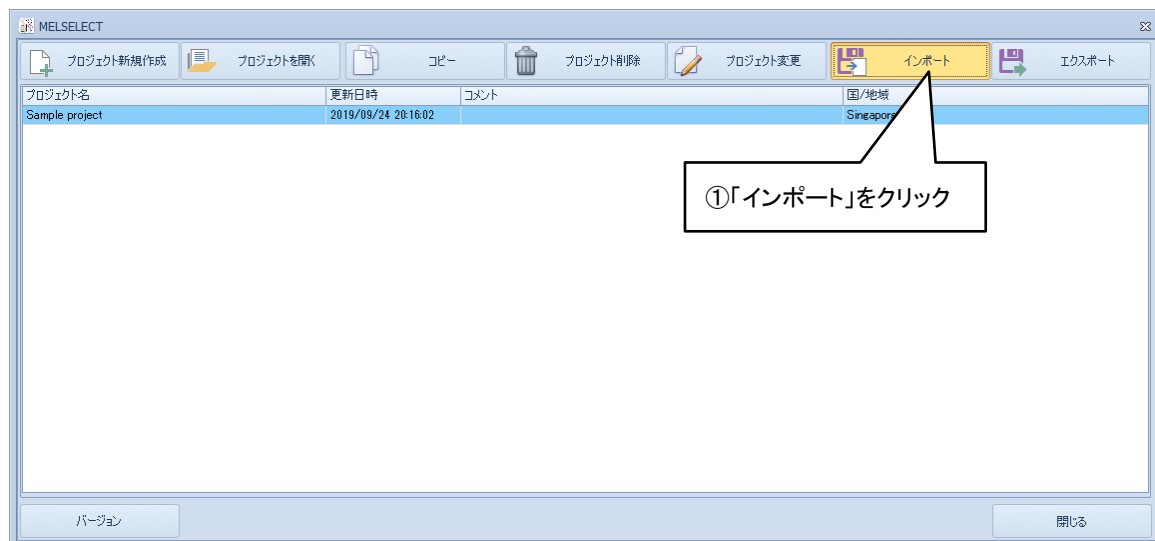 MELSELECT
プロジェクト新規作成 プロジェクトを開く コピー プロジェクト削除 プロジェクト変更 インポート エクスポート
プロジェクト名 更新日時 コメント 国/地域
Sample project 2019/09/24 20:16:02 Singapore
①「インポート」をクリック
バージョン 閉じる